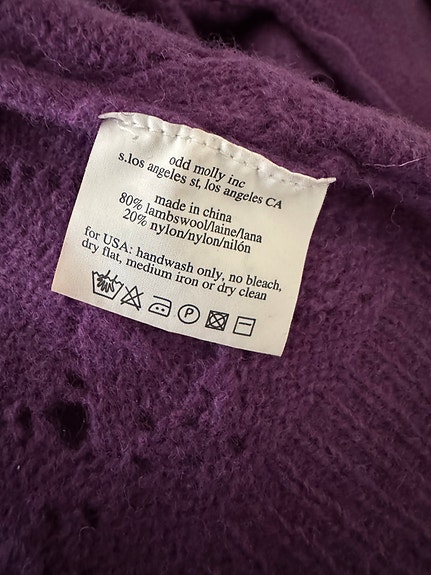 odd molly inc
s.los angeles st, los angeles CA
made in china
80% lambswool/laine/lana
20% nylon/nylon/nilón
for USA: handwash only, no bleach,
dry flat, medium iron or dry clean
P